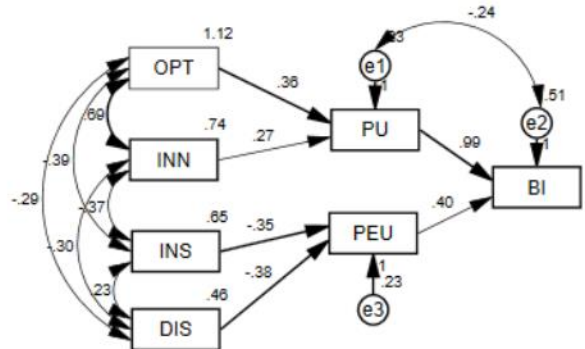 -.24
1.12
e1
.51
OPT
.36
1
e2
.69
.74
PU
.99
1
.27
-.39
INN
BI
-.29
-.37
.65
-.35
.40
-.30
INS
PEU
-.38
.23
.46
1
.23
DIS
e3